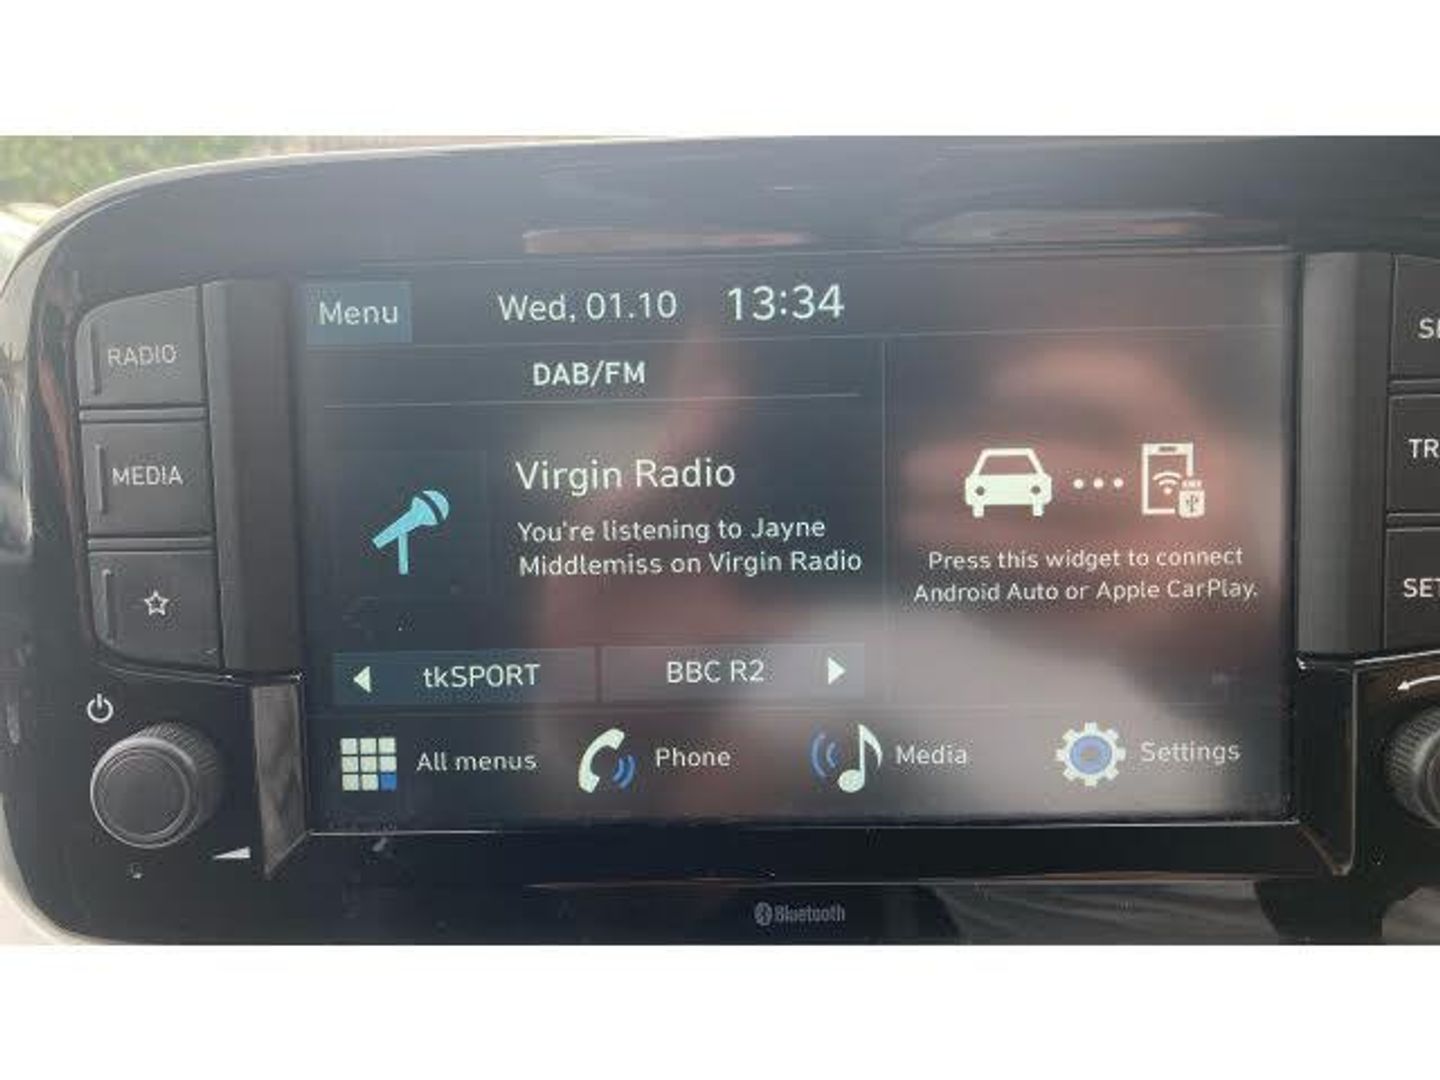 Menu
Wed, 01.10
13:34
DAB/FM
Virgin Radio
You're listening to Jayne
Middlemiss on Virgin Radio
Press this widget to connect
Android Auto or Apple CarPlay.
tkSPORT
BBC R2
All menus
Phone
Media
Settings
RADIO
MEDIA
Bluetooth